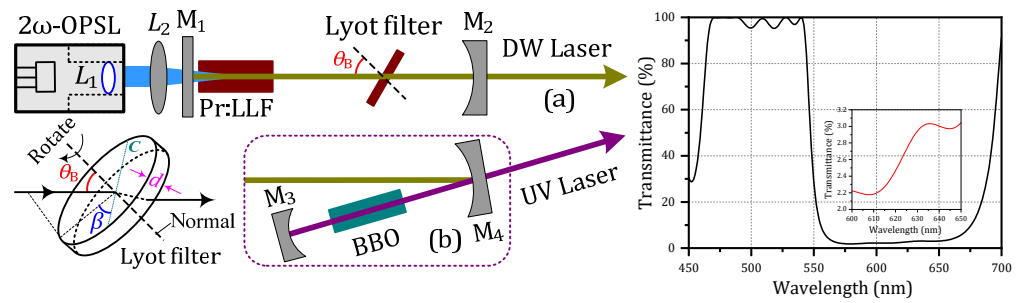 2ω-OPSL
L₂
M₁
L₁
Pr:LLF
Lyot filter
θB
M₂
DW Laser
(a)
Rotate
θB
C
d
β
Normal
Lyot filter
M₃
BBO
(b)
M₄
UV Laser
Transmittance (%)
100
80
60
40
20
0
450 500 550 600 650 700
Wavelength (nm)
Transmittance (%)
3.2
3.0
2.8
2.6
2.4
2.2
2.0
600 610 620 630 640 650
Wavelength (nm)